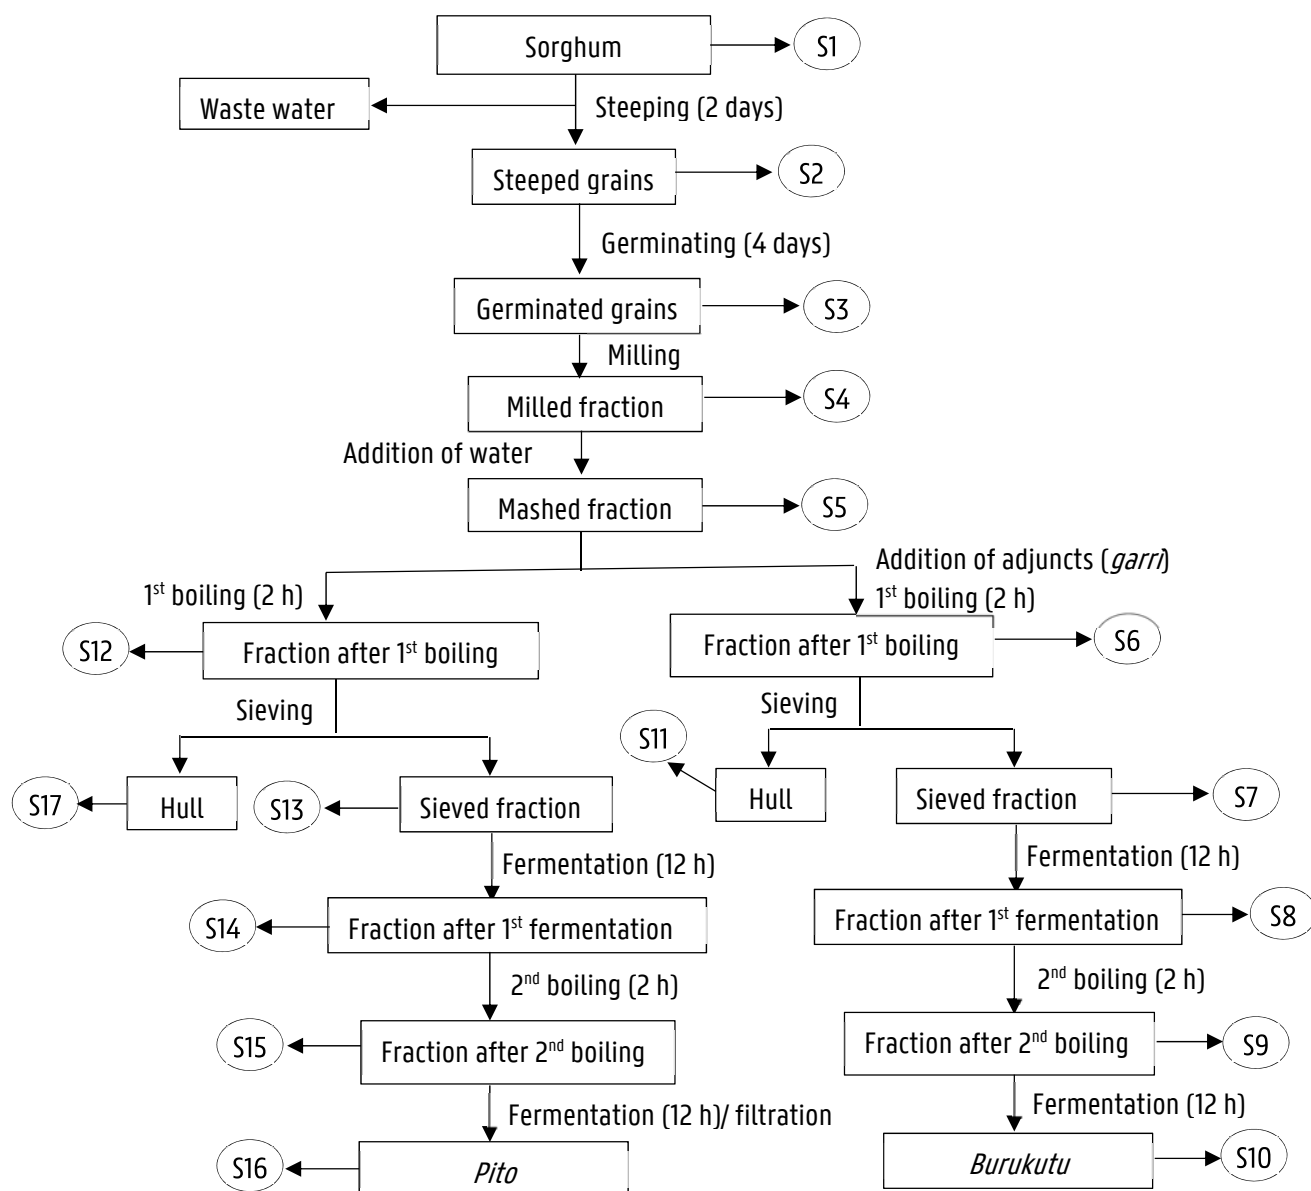 Sorghum
S1
Waste water
Steeping (2 days)
Steeped grains
S2
Germinating (4 days)
Germinated grains
S3
Milling
Milled fraction
S4
Addition of water
Mashed fraction
S5
1st boiling (2 h)
Addition of adjuncts (garri)
1st boiling (2 h)
S12
Fraction after 1st boiling
Fraction after 1st boiling
S6
Sieving
Sieving
S11
S17
Hull
S13
Sieved fraction
Hull
Sieved fraction
S7
Fermentation (12 h)
Fermentation (12 h)
S14
Fraction after 1st fermentation
Fraction after 1st fermentation
S8
2nd boiling (2 h)
2nd boiling (2 h)
S15
Fraction after 2nd boiling
Fraction after 2nd boiling
S9
Fermentation (12 h)/ filtration
Fermentation (12 h)
S16
Pito
Burukutu
S10